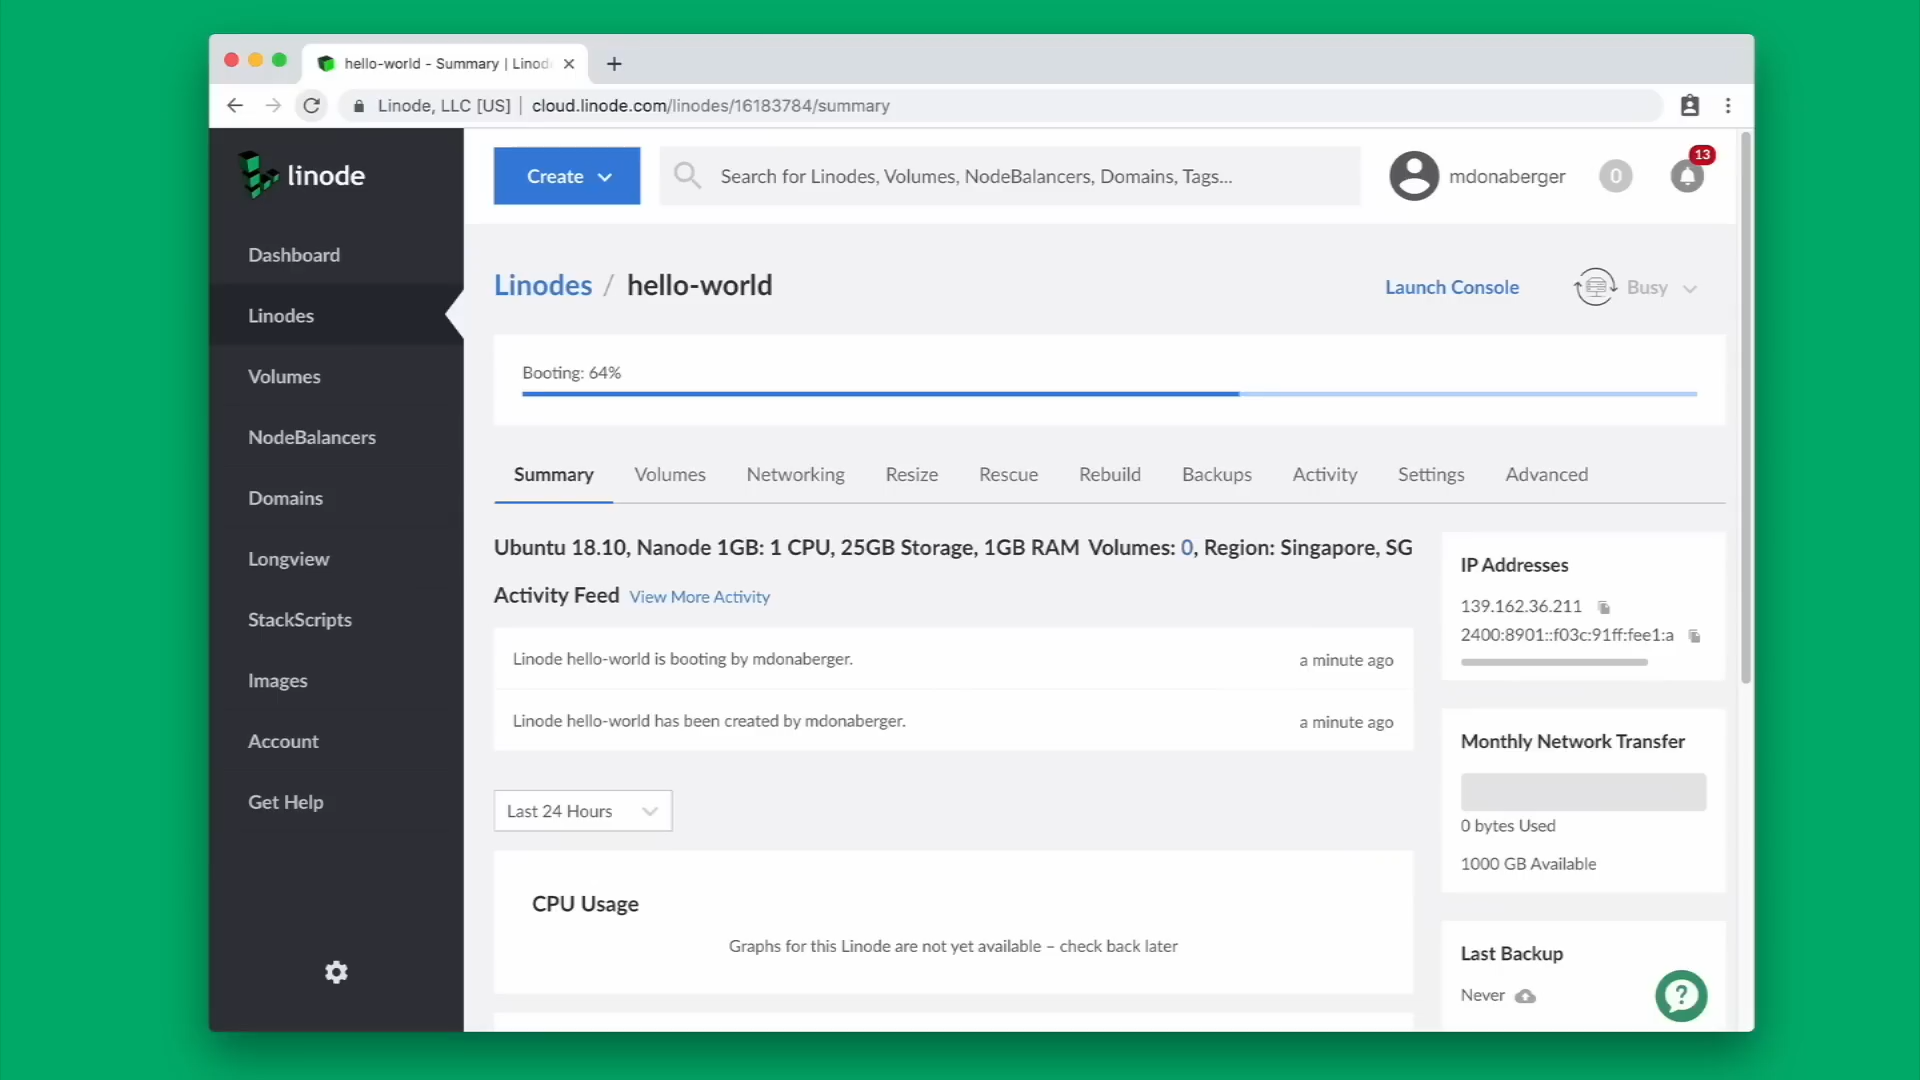 hello-world - Summary | Linod
Linode, LLC [US] | cloud.linode.com/linodes/16183784/summary
linode
Create
Search for Linodes, Volumes, NodeBalancers, Domains, Tags...
mdonaberger
0
13
Dashboard
Linodes
Volumes
NodeBalancers
Domains
Longview
StackScripts
Images
Account
Get Help
Linodes / hello-world
Launch Console
Busy
Booting: 64%
Summary Volumes Networking Resize Rescue Rebuild Backups Activity Settings Advanced
Ubuntu 18.10, Nanode 1GB: 1 CPU, 25GB Storage, 1GB RAM Volumes: 0, Region: Singapore, SG
Activity Feed View More Activity
Linode hello-world is booting by mdonaberger. a minute ago
Linode hello-world has been created by mdonaberger. a minute ago
Last 24 Hours
CPU Usage
Graphs for this Linode are not yet available – check back later
IP Addresses
139.162.36.211
2400:8901::f03c:91ff:fee1:a
Monthly Network Transfer
0 bytes Used
1000 GB Available
Last Backup
Never
?